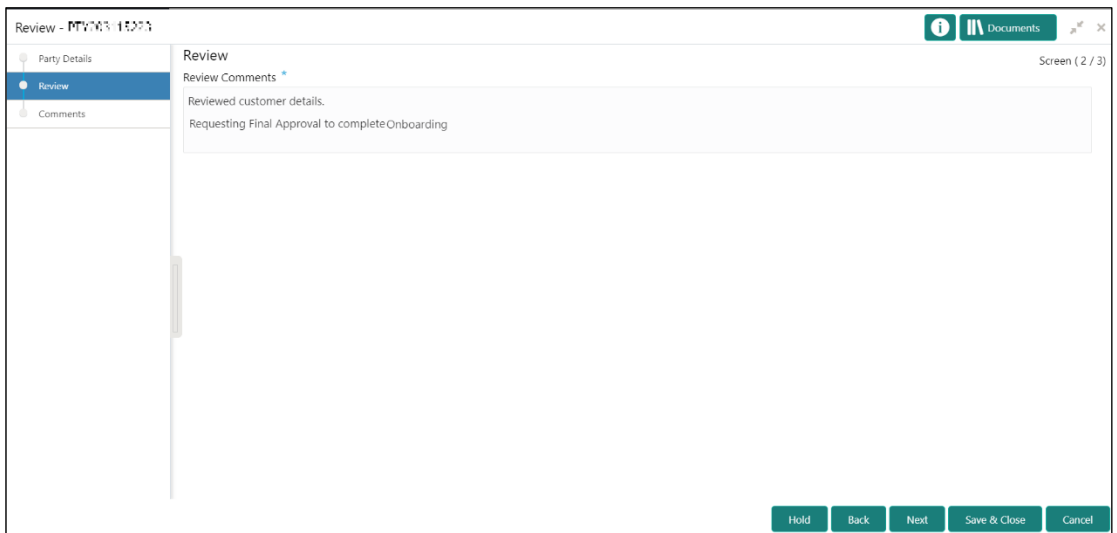 Review -
Documents
Party Details
Review
Comments
Review
Screen ( 2 / 3)
Review Comments *
Reviewed customer details.
Requesting Final Approval to complete Onboarding
Hold
Back
Next
Save & Close
Cancel